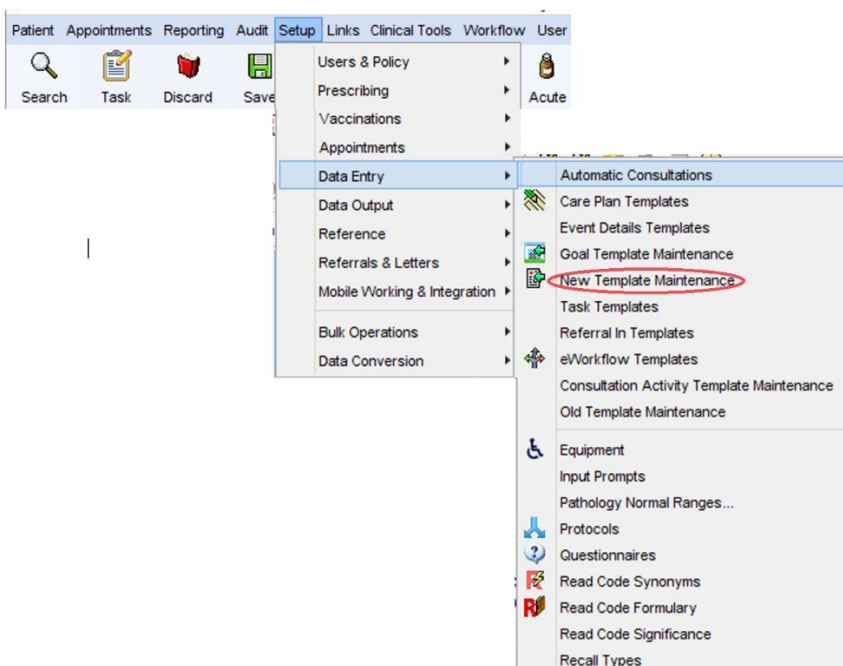 Patient Appointments Reporting Audit Setup Links Clinical Tools Workflow User
Search Task Discard Save Acute
Users & Policy
Prescribing
Vaccinations
Appointments
Data Entry
Data Output
Reference
Referrals & Letters
Mobile Working & Integration
Bulk Operations
Data Conversion
Automatic Consultations
Care Plan Templates
Event Details Templates
Goal Template Maintenance
New Template Maintenance
Task Templates
Referral In Templates
eWorkflow Templates
Consultation Activity Template Maintenance
Old Template Maintenance
Equipment
Input Prompts
Pathology Normal Ranges...
Protocols
Questionnaires
Read Code Synonyms
Read Code Formulary
Read Code Significance
Recall Types